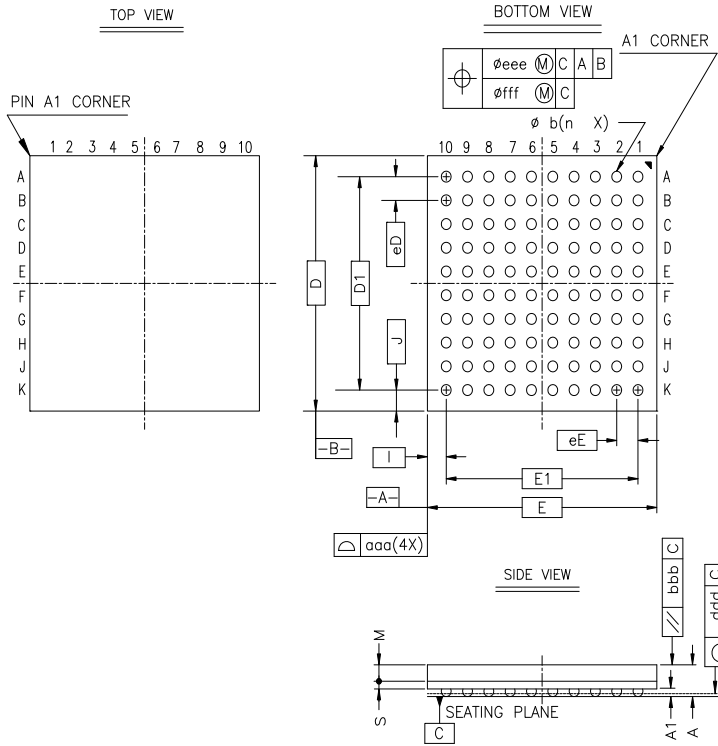 TOP VIEW
BOTTOM VIEW
A1 CORNER
øeee Ⓜ C A B
øfff Ⓜ C
PIN A1 CORNER
ø b(n X)
1 2 3 4 5 6 7 8 9 10
10 9 8 7 6 5 4 3 2 1
A A A
B B B
C C C
D D D
E E E
F F F
G G G
H H H
J J J
K K K
D
D1
eD
J
-B-
I
eE
E1
-A-
E
aaa(4X)
SIDE VIEW
// bbb C
ddd C
M
S
SEATING PLANE
C
A1
A